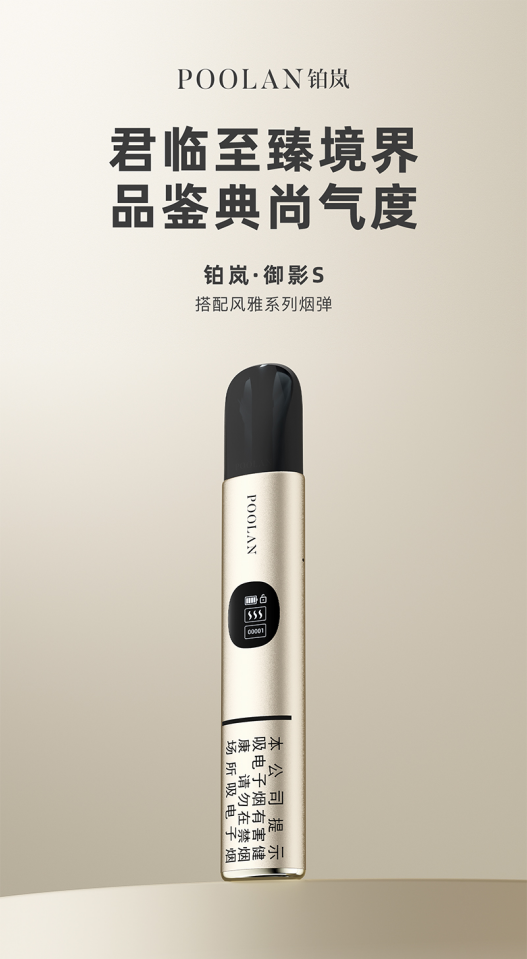 POOLAN铂岚
君临至臻境界
品鉴典尚气度
铂岚·御影S
搭配风雅系列烟弹
POOLAN
00001
本公司提示
吸电子烟有害健
康 请勿在禁烟
场所吸电子烟